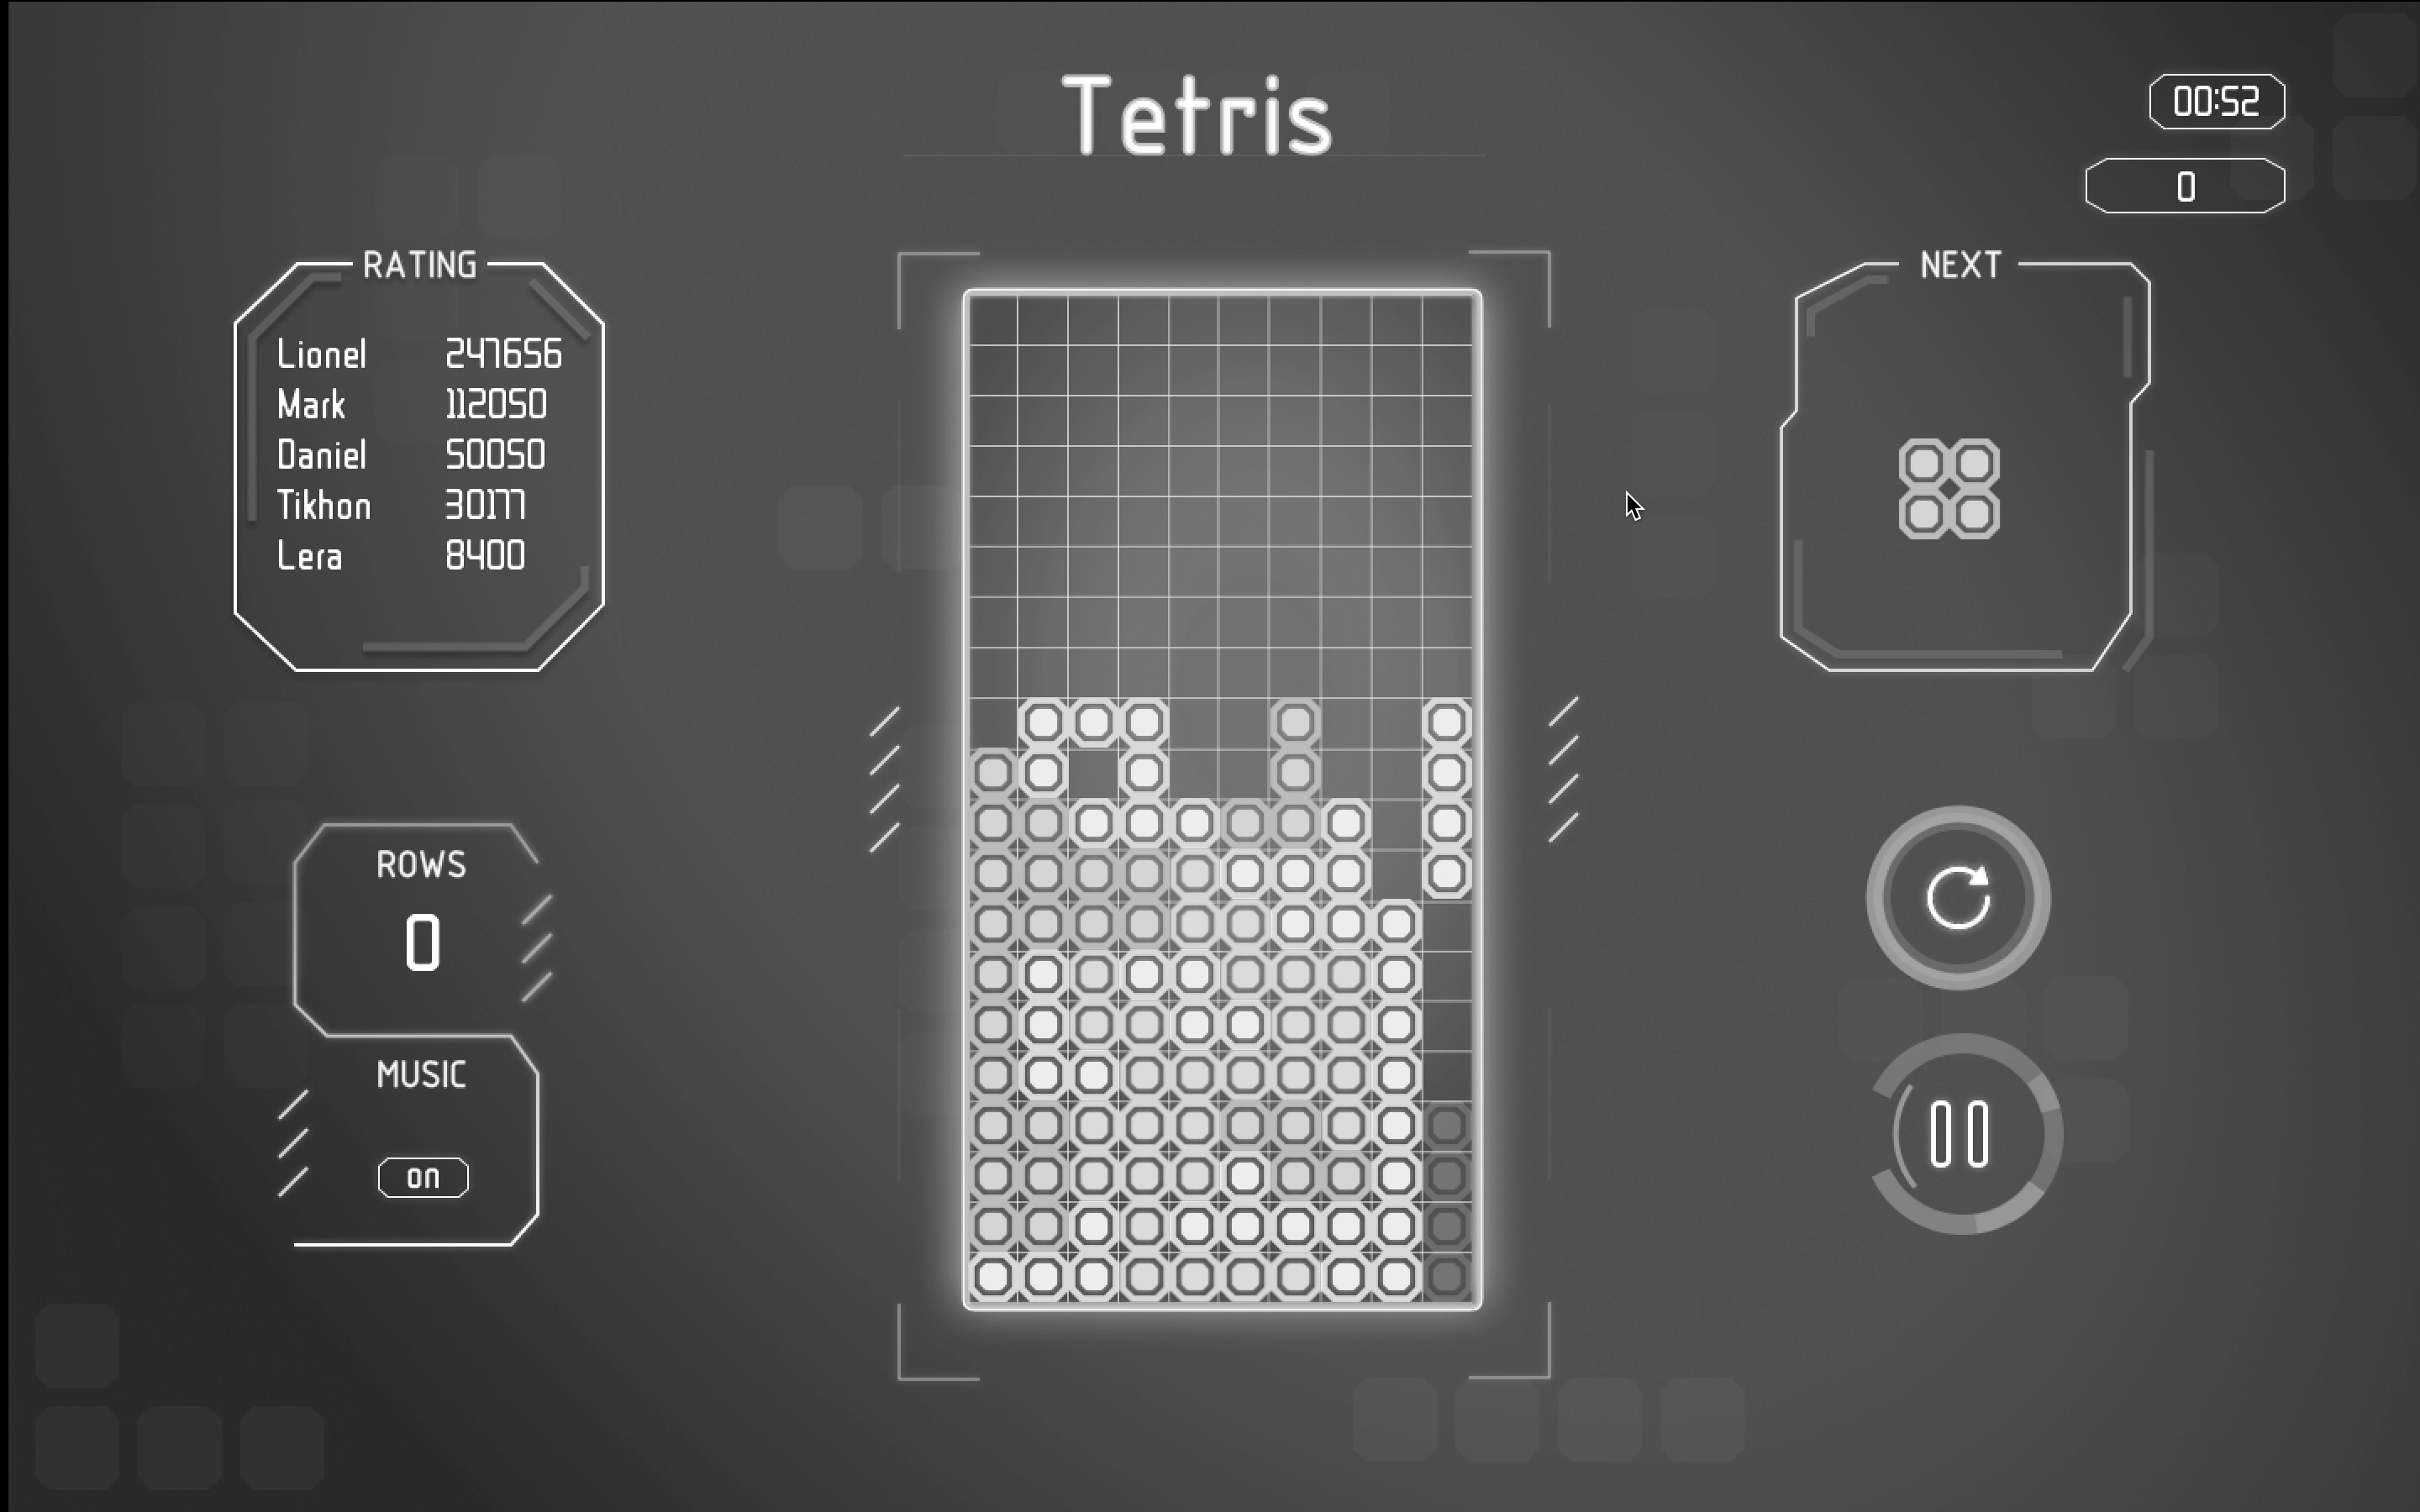 Tetris
00:52
0
RATING
Lionel 247656
Mark 112050
Daniel 50050
Tikhon 30177
Lera 8400
NEXT
ROWS
0
MUSIC
on